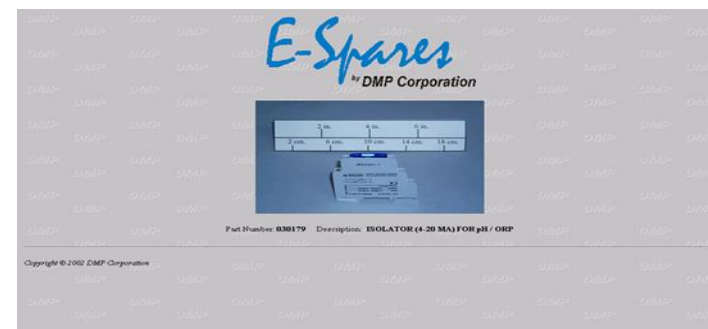 E-Spares
by DMP Corporation
2 in. 4 in. 6 in.
2 cm. 6 cm. 10 cm. 14 cm. 18 cm.
Part Number: 030179 Description: ISOLATOR (4-20 MA) FOR pH / ORP
Copyright © 2002 DMP Corporation